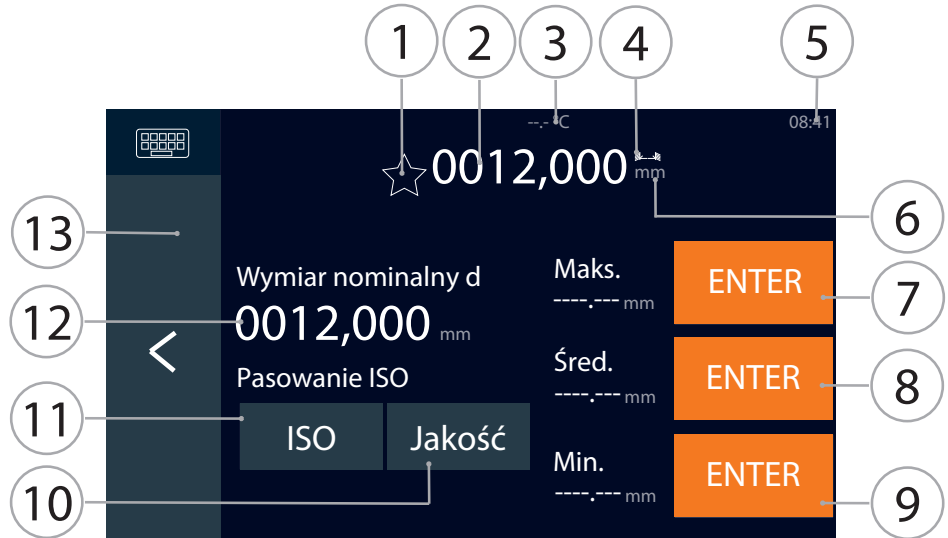 1 2 3 4 5
--.- °C 08:41
0012,000 mm
6
13
Wymiar nominalny d
Maks.
----.--- mm
ENTER
7
12
0012,000 mm
Pasowanie ISO
Śred.
----.--- mm
ENTER
8
11
ISO Jakość
Min.
----.--- mm
ENTER
10
9